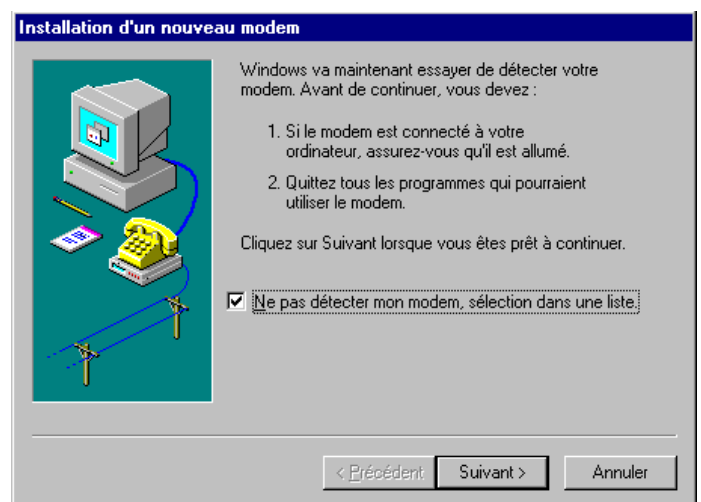 Installation d'un nouveau modem
Windows va maintenant essayer de détecter votre
modem. Avant de continuer, vous devez :
1. Si le modem est connecté à votre
ordinateur, assurez-vous qu'il est allumé.
2. Quittez tous les programmes qui pourraient
utiliser le modem.
Cliquez sur Suivant lorsque vous êtes prêt à continuer.
Ne pas détecter mon modem, sélection dans une liste.
< Précédent
Suivant >
Annuler